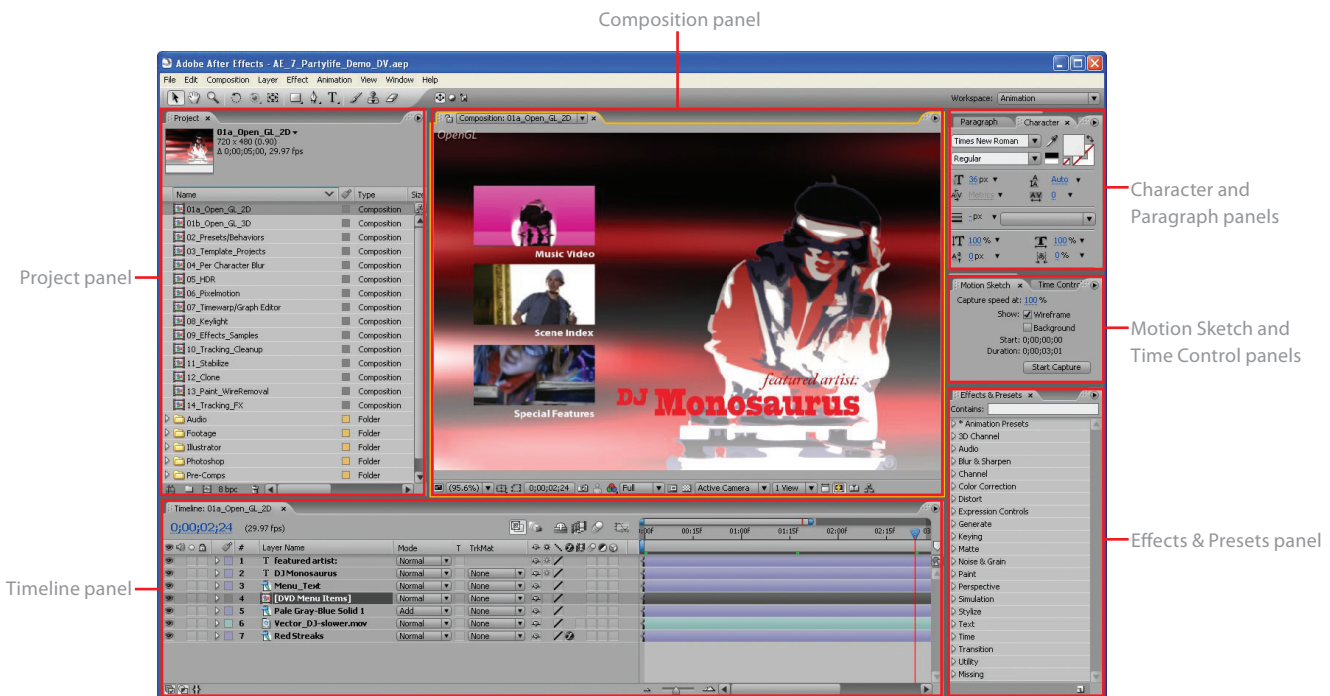 Composition panel
Adobe After Effects - AE_7_Partylife_Demo_DV.aep
File Edit Composition Layer Effect Animation View Window Help
Workspace: Animation
Project
01a_Open_GL_2D
720 x 480 (0.90)
Δ 0;00;05;00, 29.97 fps
Name Type Size
01a_Open_GL_2D Composition
01b_Open_GL_3D Composition
02_Presets/Behaviors Composition
03_Template_Projects Composition
04_Per Character Blur Composition
05_HDR Composition
06_Pixelmotion Composition
07_Timewarp/Graph Editor Composition
08_Keylight Composition
09_Effects_Samples Composition
10_Tracking_Cleanup Composition
11_Stabilize Composition
12_Clone Composition
13_Paint_WireRemoval Composition
14_Tracking_FX Composition
Audio Folder
Footage Folder
Illustrator Folder
Photoshop Folder
Pre-Comps Folder
8 bpc
Project panel
Composition: 01a_Open_GL_2D
OpenGL
Music Video
Scene Index
Special Features
featured artist:
DJ Monosaurus
(95.6%) 0;00;02;24 Full Active Camera 1 View
Paragraph Character
Times New Roman
Regular
36 px Auto
Metrics 0
- px
100 % 100 %
0 px 0 %
Character and
Paragraph panels
Motion Sketch Time Contr
Capture speed at: 100 %
Show: Wireframe
Background
Start: 0;00;00;00
Duration: 0;00;03;01
Start Capture
Motion Sketch and
Time Control panels
Effects & Presets
Contains:
* Animation Presets
3D Channel
Audio
Blur & Sharpen
Channel
Color Correction
Distort
Expression Controls
Generate
Keying
Matte
Noise & Grain
Paint
Perspective
Simulation
Stylize
Text
Time
Transition
Utility
Missing
Effects & Presets panel
Timeline: 01a_Open_GL_2D
0;00;02;24 (29.97 fps)
00:15F 01:00F 01:15F 02:00F 02:15F 03
# Layer Name Mode T TrkMat
1 T featured artist: Normal
2 T DJ Monosaurus Normal None
3 Menu_Text Normal None
4 [DVD Menu Items] Normal None
5 Pale Gray-Blue Solid 1 Add None
6 Vector_DJ-slower.mov Normal None
7 Red Streaks Normal None
Timeline panel